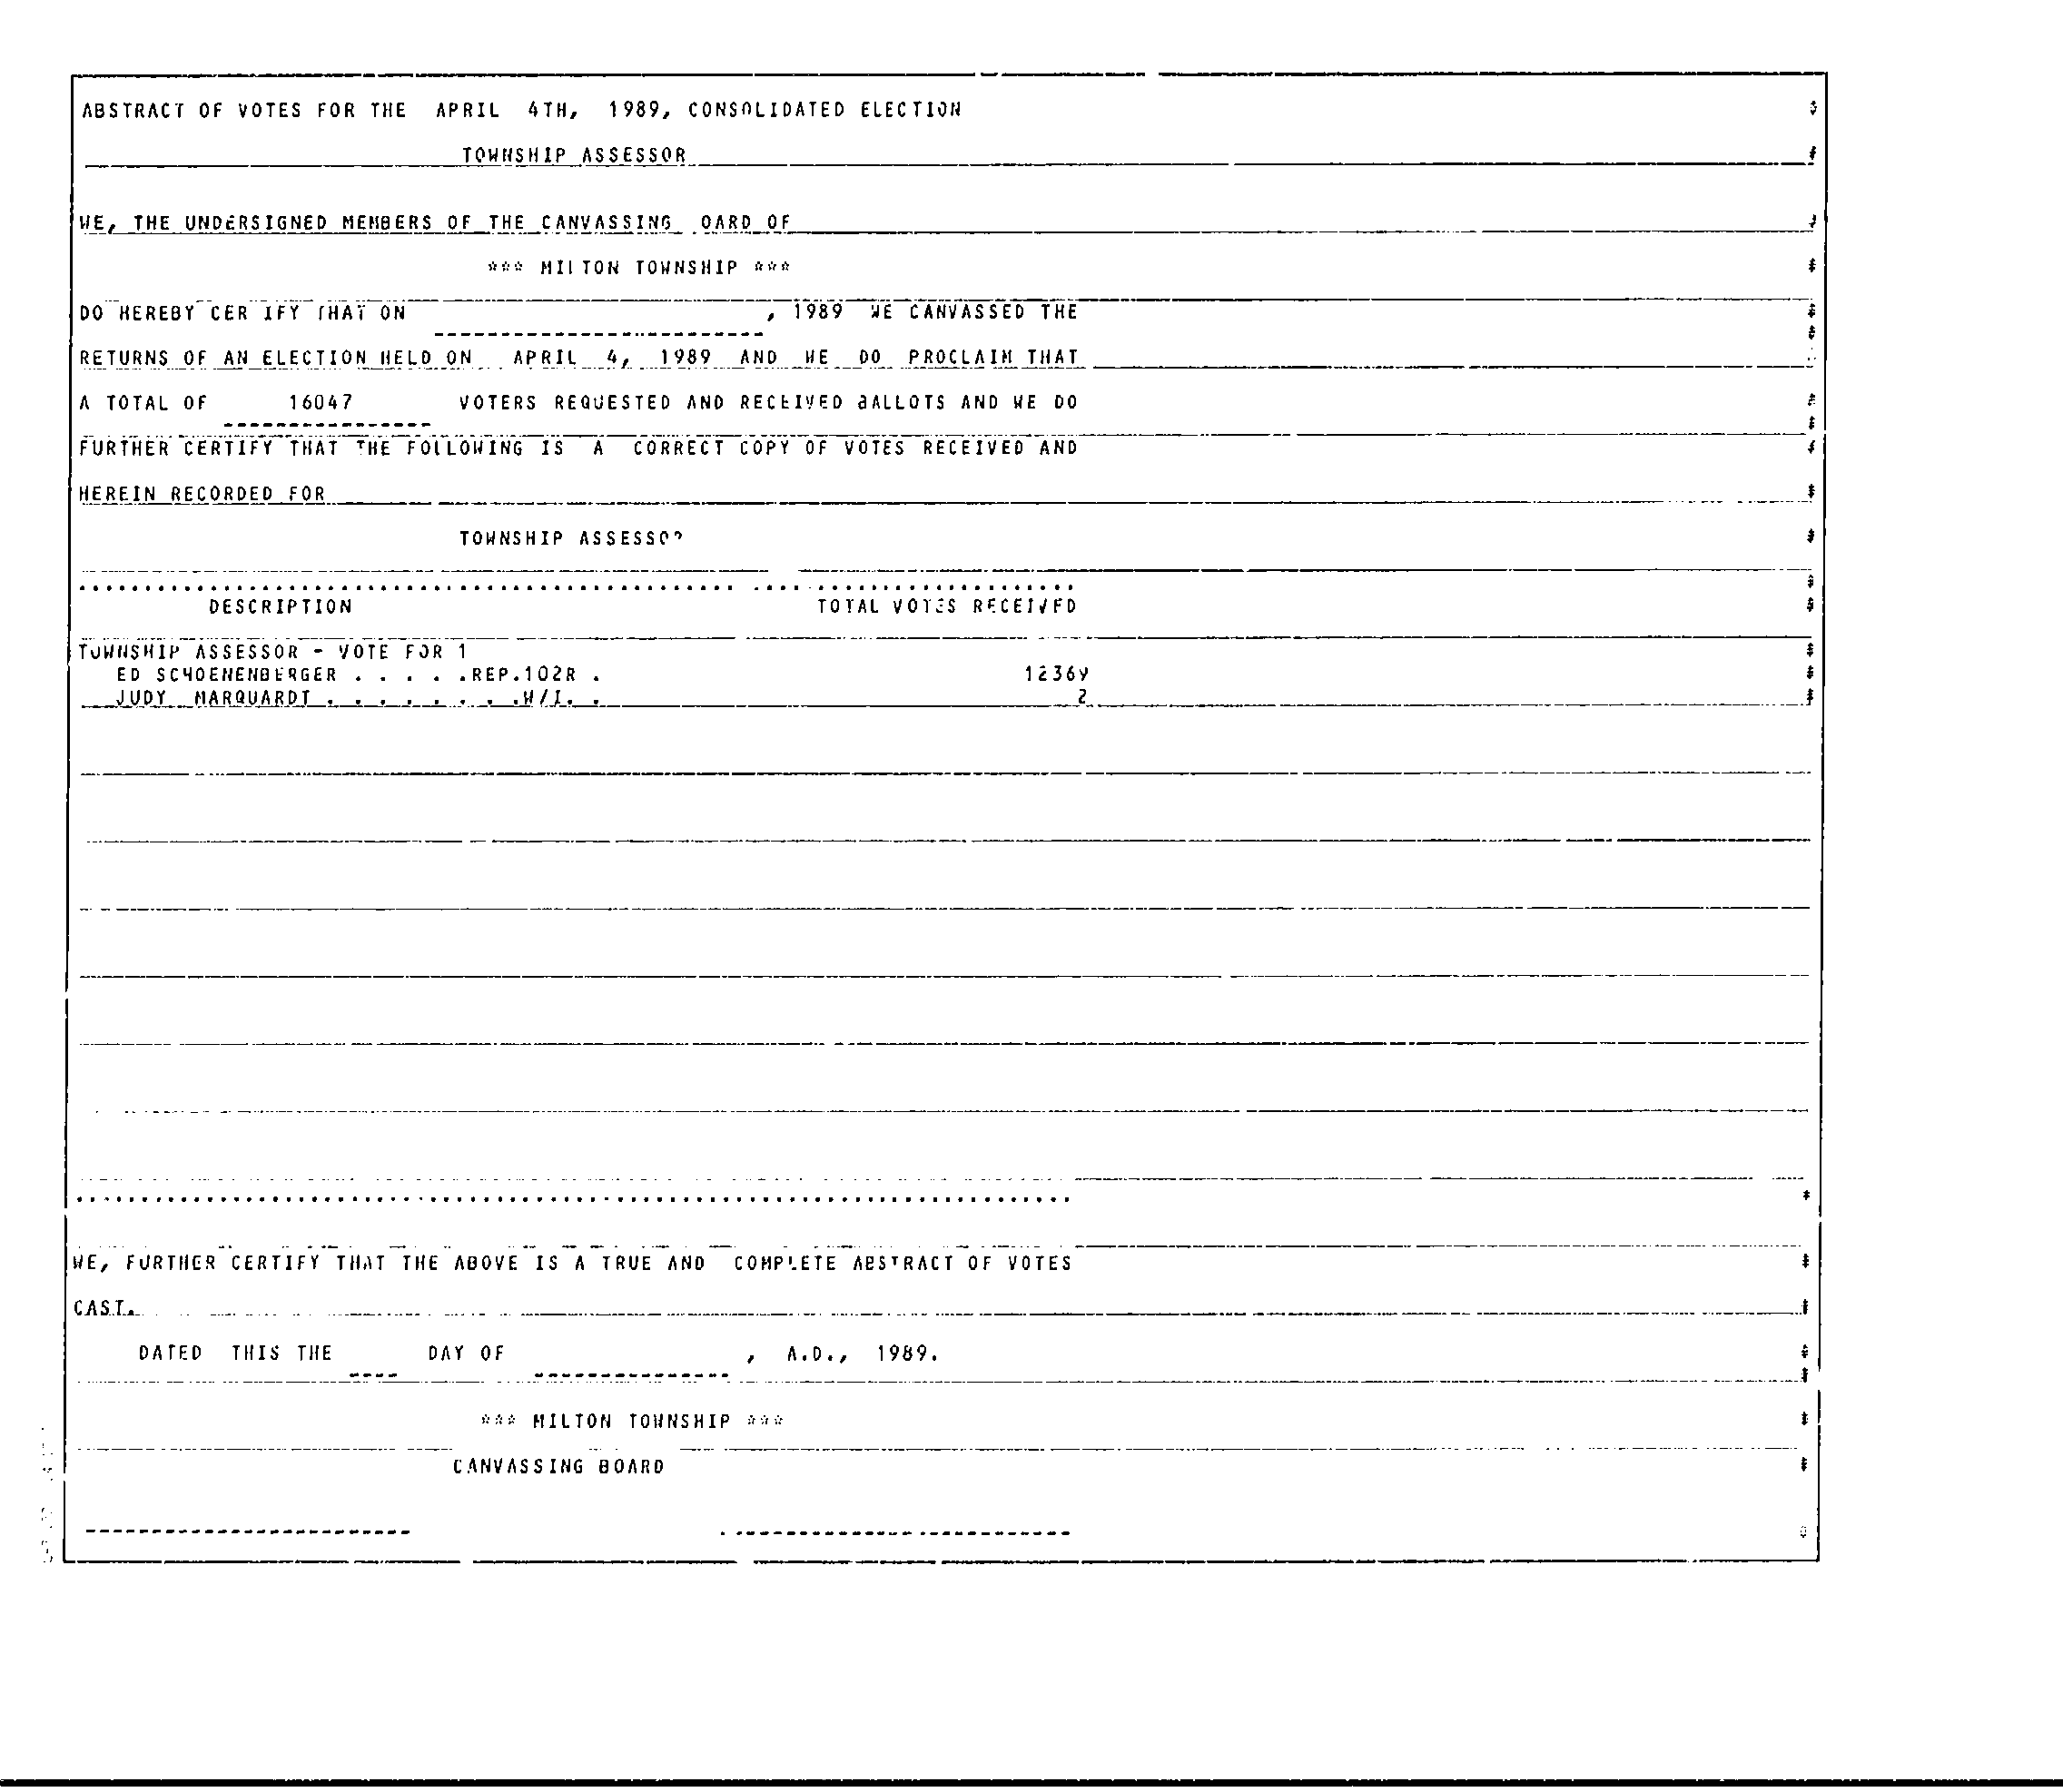 ABSTRACT OF VOTES FOR THE APRIL 4TH, 1989, CONSOLIDATED ELECTION
TOWNSHIP ASSESSOR
WE, THE UNDERSIGNED MEMBERS OF THE CANVASSING OARD OF
*** MILTON TOWNSHIP ***
DO HEREBY CER IFY THAT ON , 1989 WE CANVASSED THE
RETURNS OF AN ELECTION HELD ON APRIL 4, 1989 AND WE DO PROCLAIM THAT
A TOTAL OF 16047 VOTERS REQUESTED AND RECEIVED BALLOTS AND WE DO
FURTHER CERTIFY THAT THE FOLLOWING IS A CORRECT COPY OF VOTES RECEIVED AND
HEREIN RECORDED FOR
TOWNSHIP ASSESSOR
DESCRIPTION TOTAL VOTES RECEIVED
TOWNSHIP ASSESSOR - VOTE FOR 1
ED SCHOENENBERGER . . . . .REP.102R . 12369
JUDY MARQUARDT . . . . . . . .W/I. . 2
WE, FURTHER CERTIFY THAT THE ABOVE IS A TRUE AND COMPLETE ABSTRACT OF VOTES
CAST.
DATED THIS THE DAY OF , A.D., 1989.
*** MILTON TOWNSHIP ***
CANVASSING BOARD